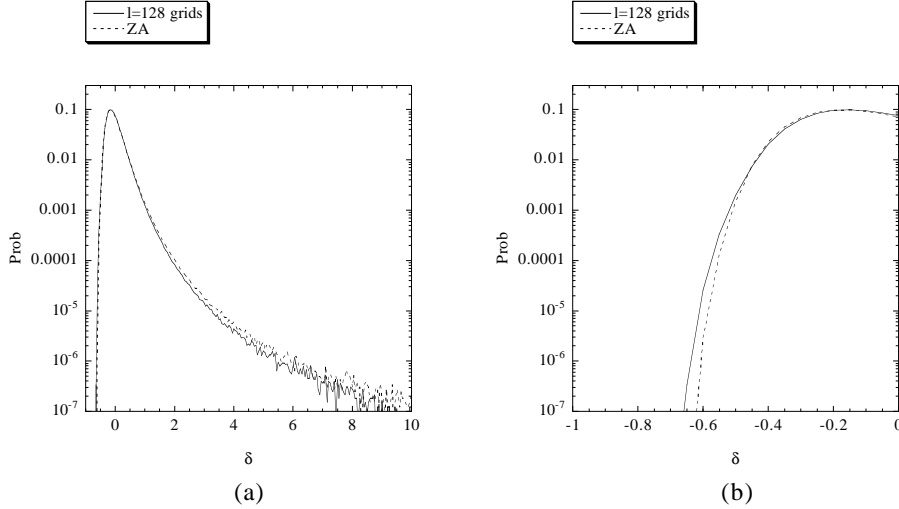 l=128 grids
ZA
0.1
0.01
0.001
0.0001
10-5
10-6
10-7
Prob
0 2 4 6 8 10
δ
(a)
l=128 grids
ZA
0.1
0.01
0.001
0.0001
10-5
10-6
10-7
Prob
-1 -0.8 -0.6 -0.4 -0.2 0
δ
(b)